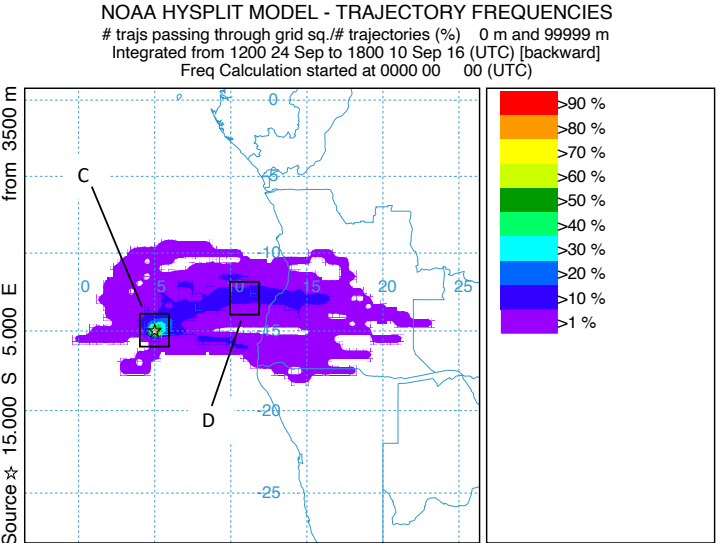 NOAA HYSPLIT MODEL - TRAJECTORY FREQUENCIES
# trajs passing through grid sq./# trajectories (%) 0 m and 99999 m
Integrated from 1200 24 Sep to 1800 10 Sep 16 (UTC) [backward]
Freq Calculation started at 0000 00 00 (UTC)
Source ☆ 15.000 S 5.000 E from 3500 m
0
-5
-10
0 5 10 15 20 25
-15
-20
-25
C
D
>90 %
>80 %
>70 %
>60 %
>50 %
>40 %
>30 %
>20 %
>10 %
>1 %